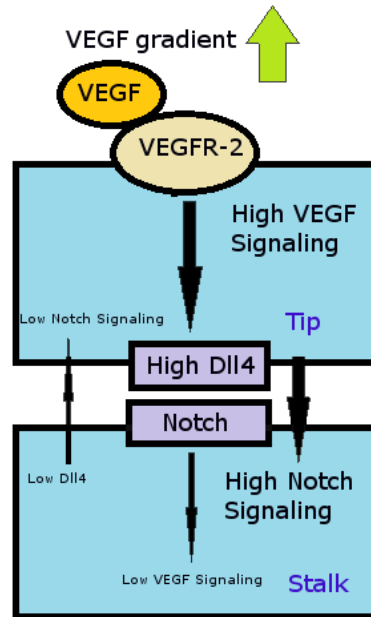 VEGF gradient
VEGF
VEGFR-2
High VEGF
Signaling
Low Notch Signaling
Tip
High Dll4
Notch
Low Dll4
High Notch
Signaling
Low VEGF Signaling
Stalk